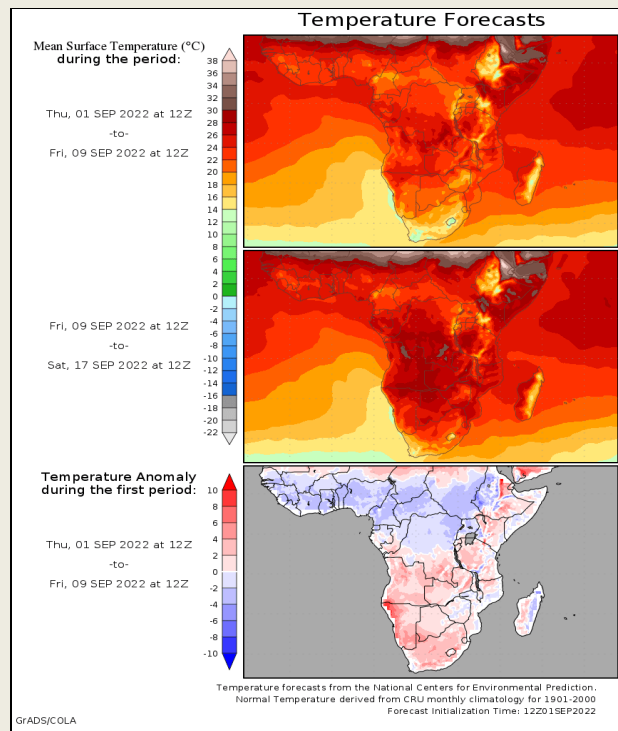 Temperature Forecasts
Mean Surface Temperature (°C)
during the period:
Thu, 01 SEP 2022 at 12Z
-to-
Fri, 09 SEP 2022 at 12Z
38
36
34
32
30
28
26
24
22
20
18
16
14
12
10
8
6
4
2
0
-2
-4
-6
-8
-10
-12
-14
-16
-18
-20
-22
Fri, 09 SEP 2022 at 12Z
-to-
Sat, 17 SEP 2022 at 12Z
Temperature Anomaly
during the first period:
Thu, 01 SEP 2022 at 12Z
-to-
Fri, 09 SEP 2022 at 12Z
10
8
6
4
2
0
-2
-4
-6
-8
-10
Temperature forecasts from the National Centers for Environmental Prediction.
Normal Temperature derived from CRU monthly climatology for 1901-2000
Forecast Initialization Time: 12Z01SEP2022
GrADS/COLA